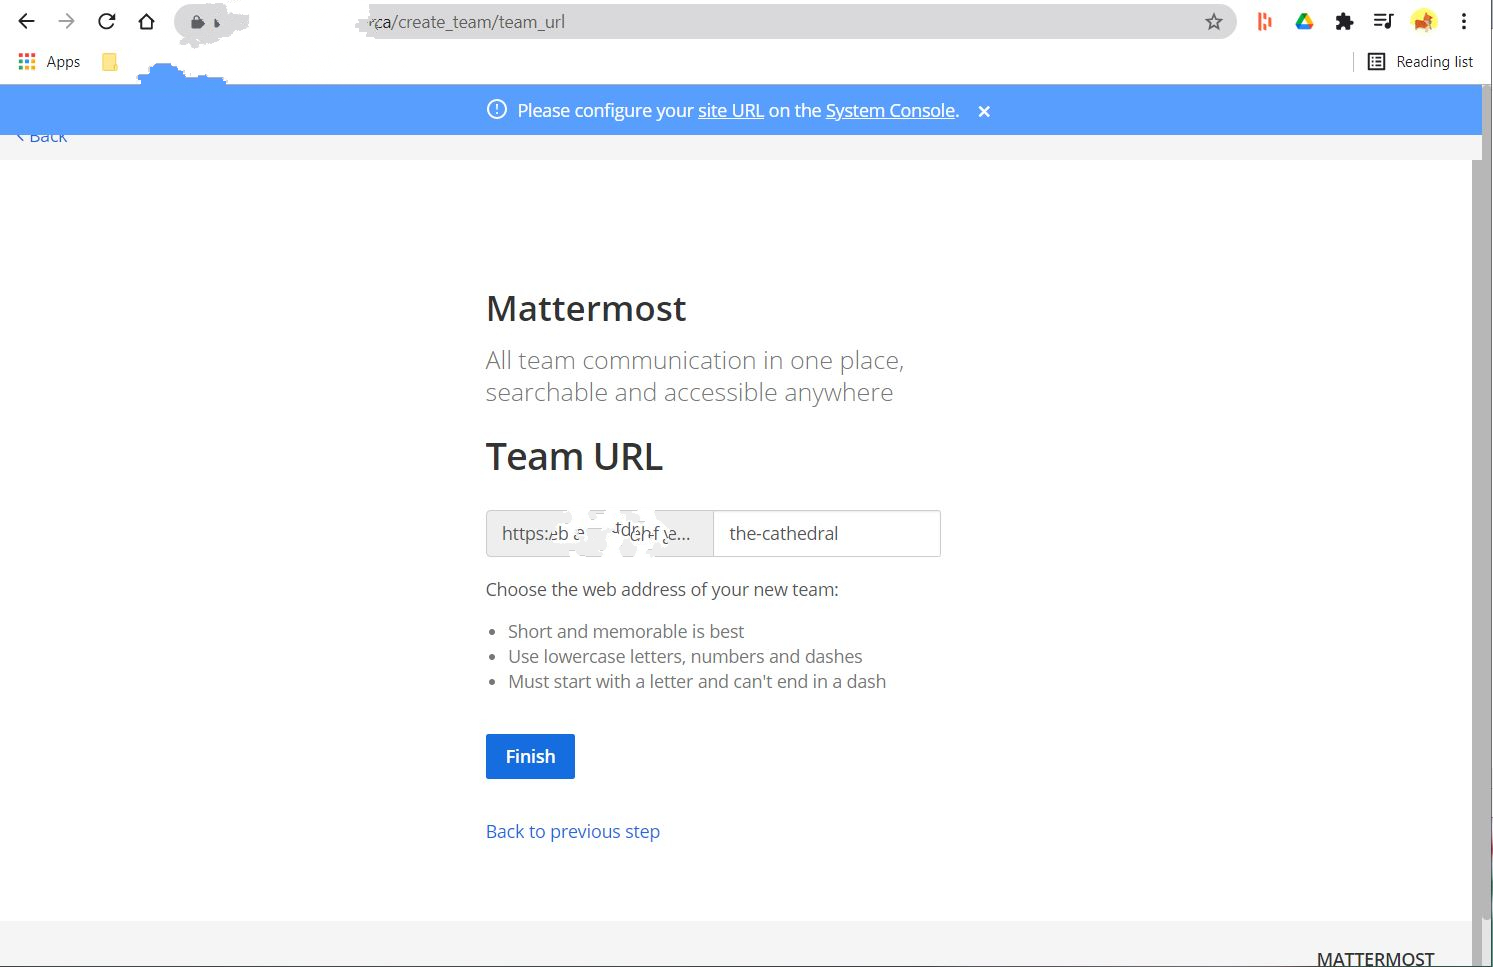 ca/create_team/team_url
Apps
Reading list
Please configure your site URL on the System Console. ×
< Back
Mattermost
All team communication in one place,
searchable and accessible anywhere
Team URL
https: the-cathedral
Choose the web address of your new team:
• Short and memorable is best
• Use lowercase letters, numbers and dashes
• Must start with a letter and can't end in a dash
Finish
Back to previous step
MATTERMOST